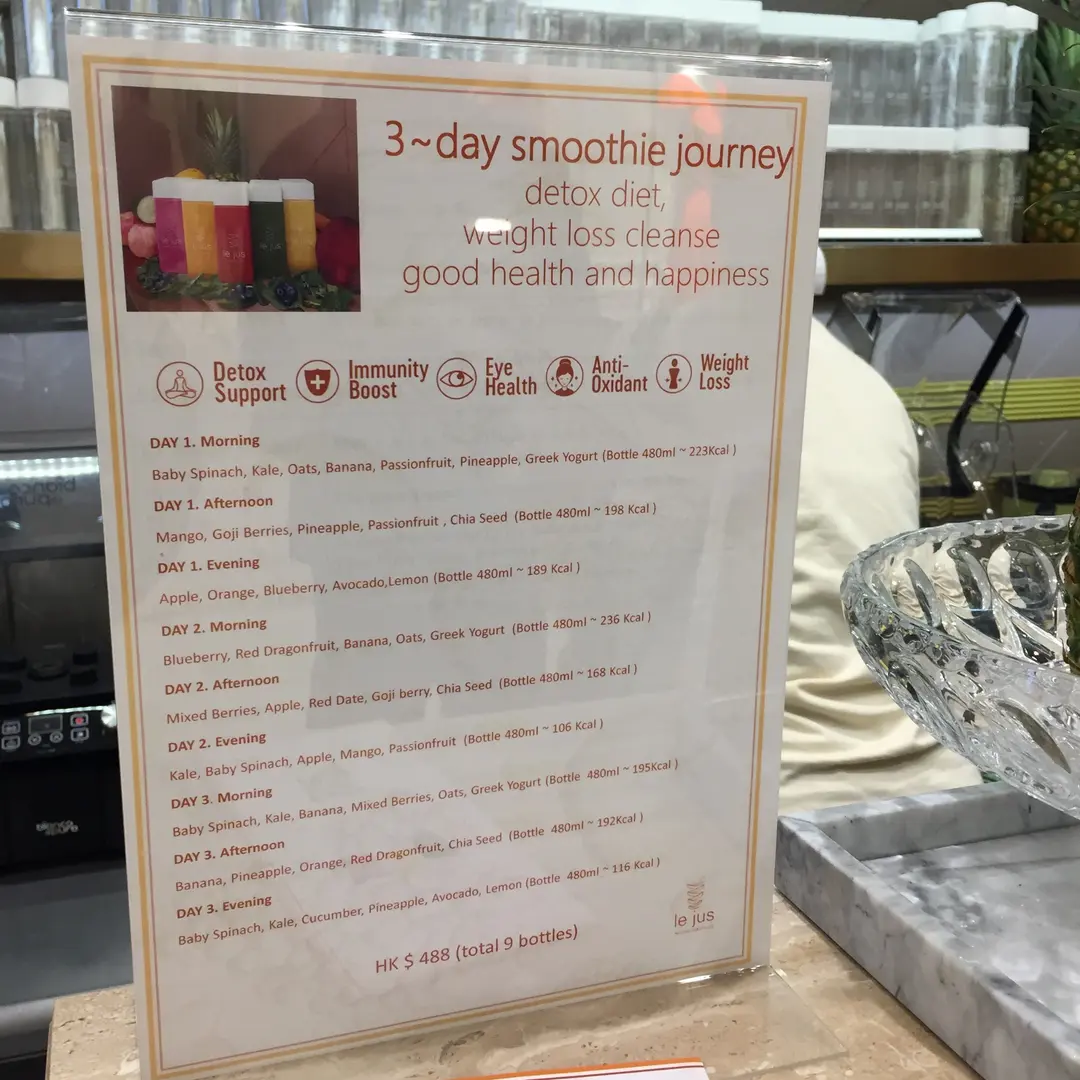 3~day smoothie journey
detox diet,
weight loss cleanse
good health and happiness
le jus
Detox Support
Immunity Boost
Eye Health
Anti-Oxidant
Weight Loss
DAY 1. Morning
Baby Spinach, Kale, Oats, Banana, Passionfruit, Pineapple, Greek Yogurt (Bottle 480ml ~ 223Kcal )
DAY 1. Afternoon
Mango, Goji Berries, Pineapple, Passionfruit , Chia Seed (Bottle 480ml ~ 198 Kcal )
DAY 1. Evening
Apple, Orange, Blueberry, Avocado,Lemon (Bottle 480ml ~ 189 Kcal )
DAY 2. Morning
Blueberry, Red Dragonfruit, Banana, Oats, Greek Yogurt (Bottle 480ml ~ 236 Kcal )
DAY 2. Afternoon
Mixed Berries, Apple, Red Date, Goji berry, Chia Seed (Bottle 480ml ~ 168 Kcal )
DAY 2. Evening
Kale, Baby Spinach, Apple, Mango, Passionfruit (Bottle 480ml ~ 106 Kcal )
DAY 3. Morning
Baby Spinach, Kale, Banana, Mixed Berries, Oats, Greek Yogurt (Bottle 480ml ~ 195Kcal )
DAY 3. Afternoon
Banana, Pineapple, Orange, Red Dragonfruit, Chia Seed (Bottle 480ml ~ 192Kcal )
DAY 3. Evening
Baby Spinach, Kale, Cucumber, Pineapple, Avocado, Lemon (Bottle 480ml ~ 116 Kcal )
le jus
HK $ 488 (total 9 bottles)